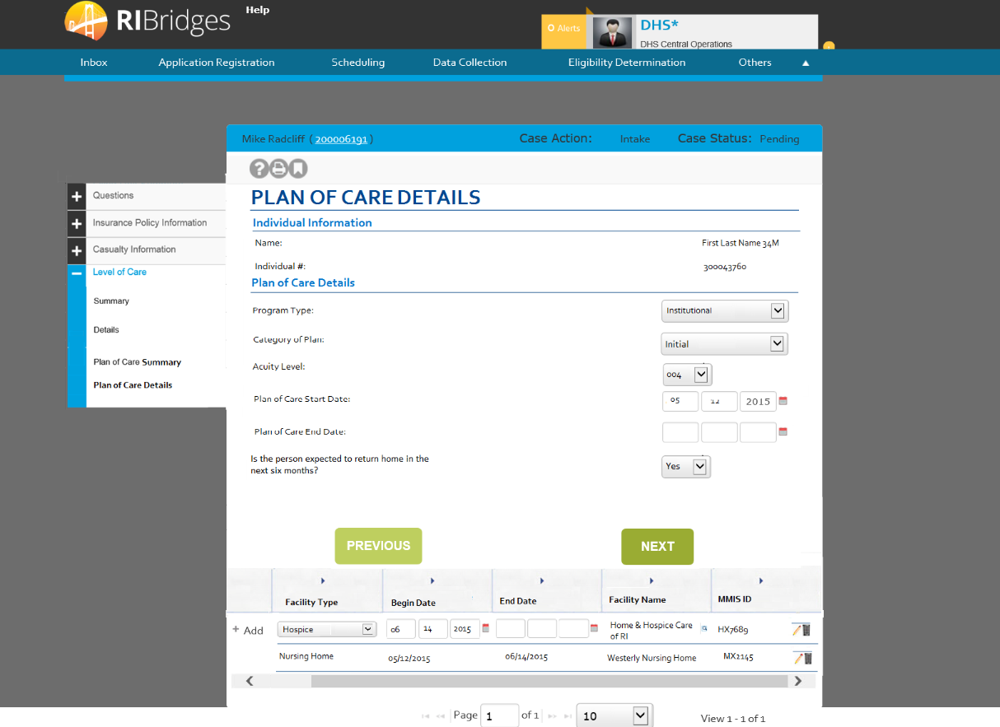 RIBridges
Help
0 Alerts
DHS*
DHS Central Operations
Inbox Application Registration Scheduling Data Collection Eligibility Determination Others
Mike Radcliff ( 200006191 ) Case Action: Intake Case Status: Pending
Questions
Insurance Policy Information
Casualty Information
Level of Care
Summary
Details
Plan of Care Summary
Plan of Care Details
PLAN OF CARE DETAILS
Individual Information
Name: First Last Name 34M
Individual #: 300043760
Plan of Care Details
Program Type: Institutional
Category of Plan: Initial
Acuity Level: 004
Plan of Care Start Date: 05 12 2015
Plan of Care End Date:
Is the person expected to return home in the
next six months? Yes
PREVIOUS NEXT
Facility Type Begin Date End Date Facility Name MMIS ID
+ Add Hospice 06 14 2015 Home & Hospice Care
of RI HX7689
Nursing Home 05/12/2015 06/14/2015 Westerly Nursing Home MX2145
Page 1 of 1 10 View 1 - 1 of 1